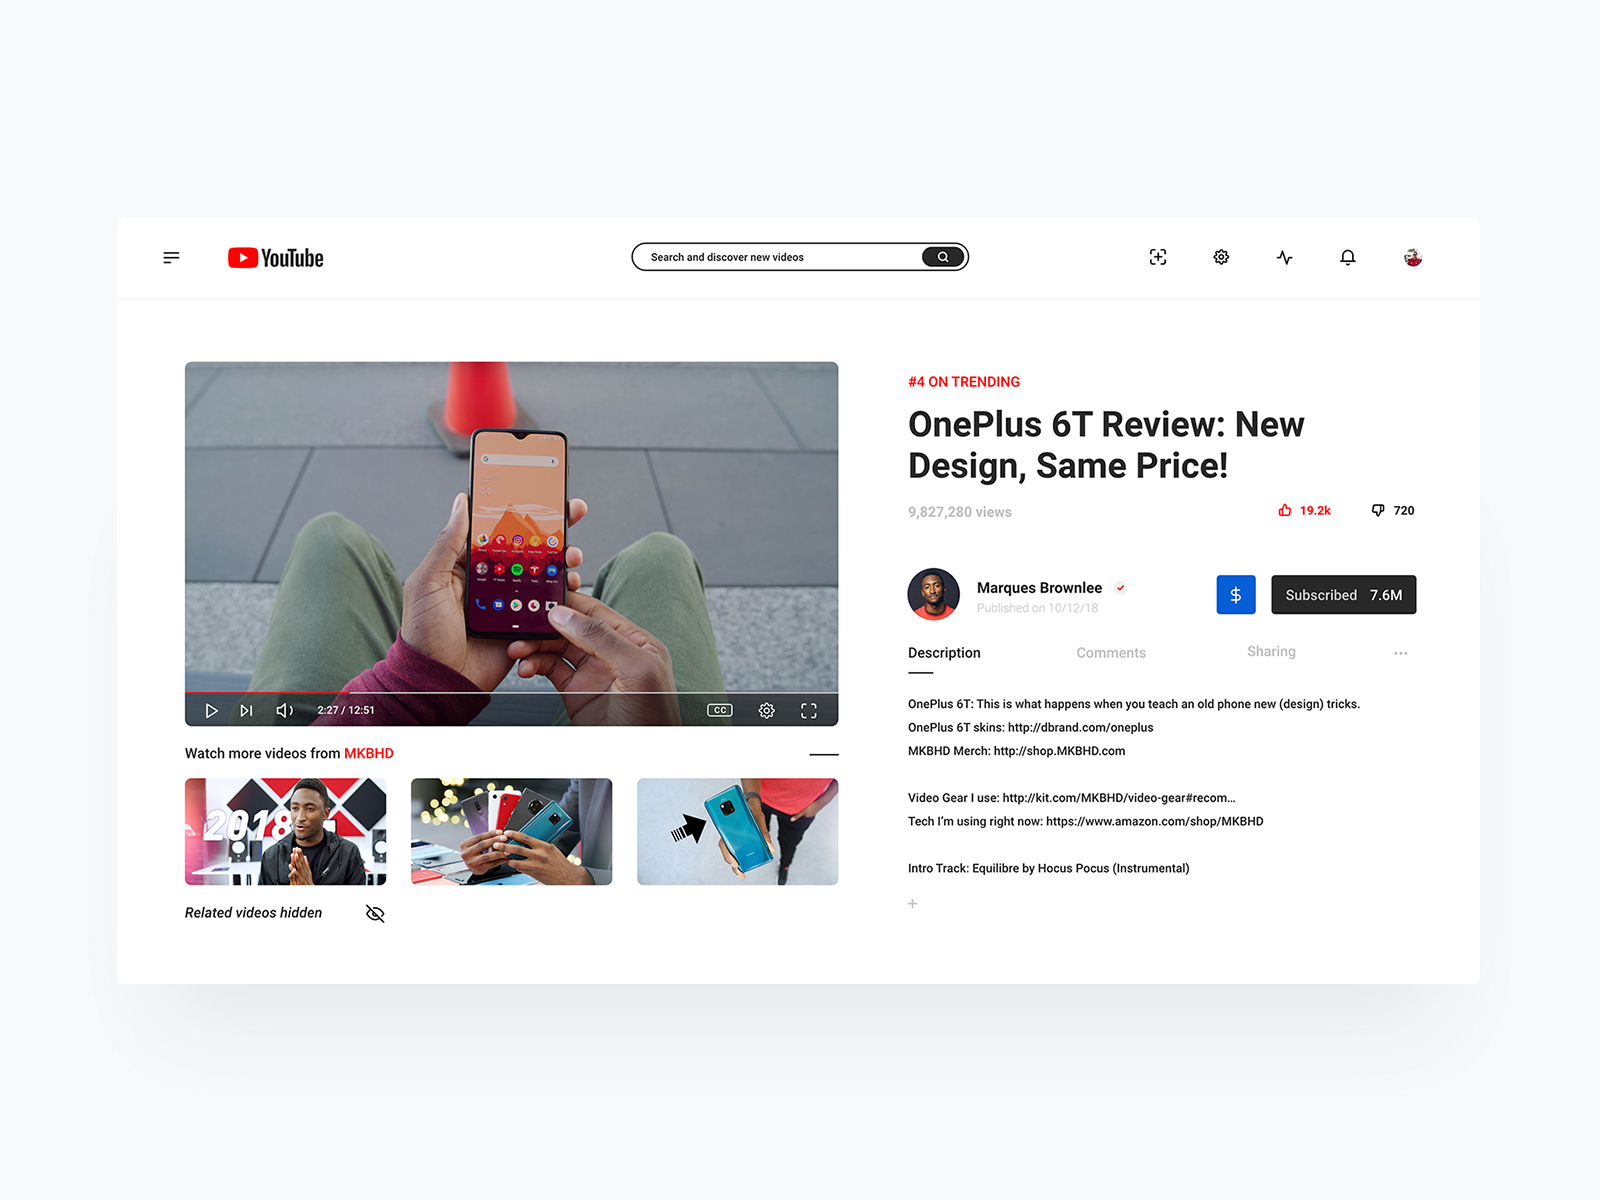 YouTube
Search and discover new videos
#4 ON TRENDING
OnePlus 6T Review: New
Design, Same Price!
9,827,280 views
19.2k
720
Marques Brownlee
Published on 10/12/18
$
Subscribed 7.6M
Description
Comments
Sharing
OnePlus 6T: This is what happens when you teach an old phone new (design) tricks.
OnePlus 6T skins: http://dbrand.com/oneplus
MKBHD Merch: http://shop.MKBHD.com
Video Gear I use: http://kit.com/MKBHD/video-gear#recom...
Tech I’m using right now: https://www.amazon.com/shop/MKBHD
Intro Track: Equilibre by Hocus Pocus (Instrumental)
2:27 / 12:51
CC
Watch more videos from MKBHD
2018
Related videos hidden